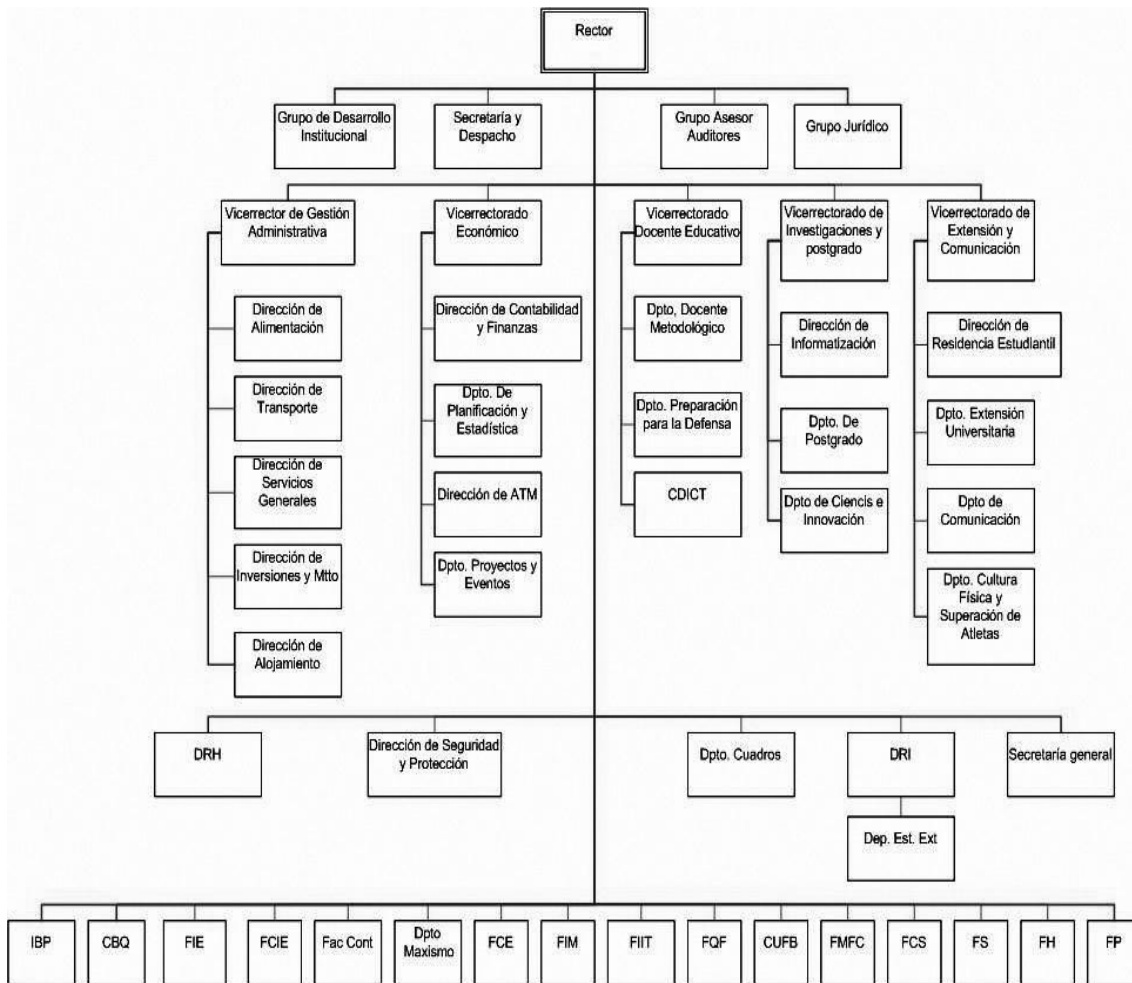 Rector
Grupo de Desarrollo
Institucional
Secretaría y
Despacho
Grupo Asesor
Auditores
Grupo Jurídico
Vicerrector de Gestión
Administrativa
Vicerrectorado
Económico
Vicerrectorado
Docente Educativo
Vicerrectorado de
Investigaciones y
postgrado
Vicerrectorado de
Extensión y
Comunicación
Dirección de
Alimentación
Dirección de Contabilidad
y Finanzas
Dpto, Docente
Metodológico
Dirección de
Informatización
Dirección de
Residencia Estudiantil
Dirección de
Transporte
Dpto. De
Planificación y
Estadística
Dpto. Preparación
para la Defensa
Dpto. De
Postgrado
Dpto. Extensión
Universitaria
Dirección de
Servicios
Generales
Dirección de ATM
CDICT
Dpto de Ciencis e
Innovación
Dpto de
Comunicación
Dirección de
Inversiones y Mtto
Dpto. Proyectos y
Eventos
Dpto. Cultura
Física y
Superación de
Atletas
Dirección de
Alojamiento
DRH
Dirección de Seguridad
y Protección
Dpto. Cuadros
DRI
Secretaría general
Dep. Est. Ext
IBP
CBQ
FIE
FCIE
Fac Cont
Dpto
Maxismo
FCE
FIM
FIIT
FQF
CUFB
FMFC
FCS
FS
FH
FP